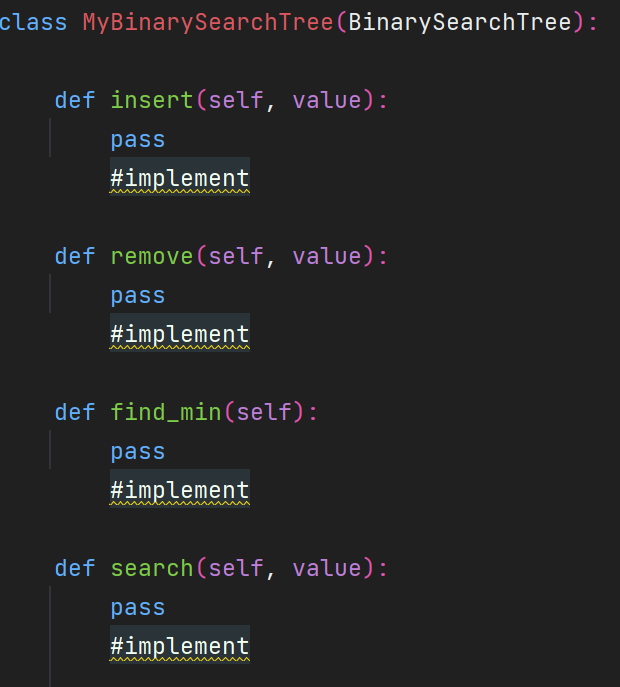 class MyBinarySearchTree(BinarySearchTree):
    def insert(self, value):
        pass
        #implement
    def remove(self, value):
        pass
        #implement
    def find_min(self):
        pass
        #implement
    def search(self, value):
        pass
        #implement